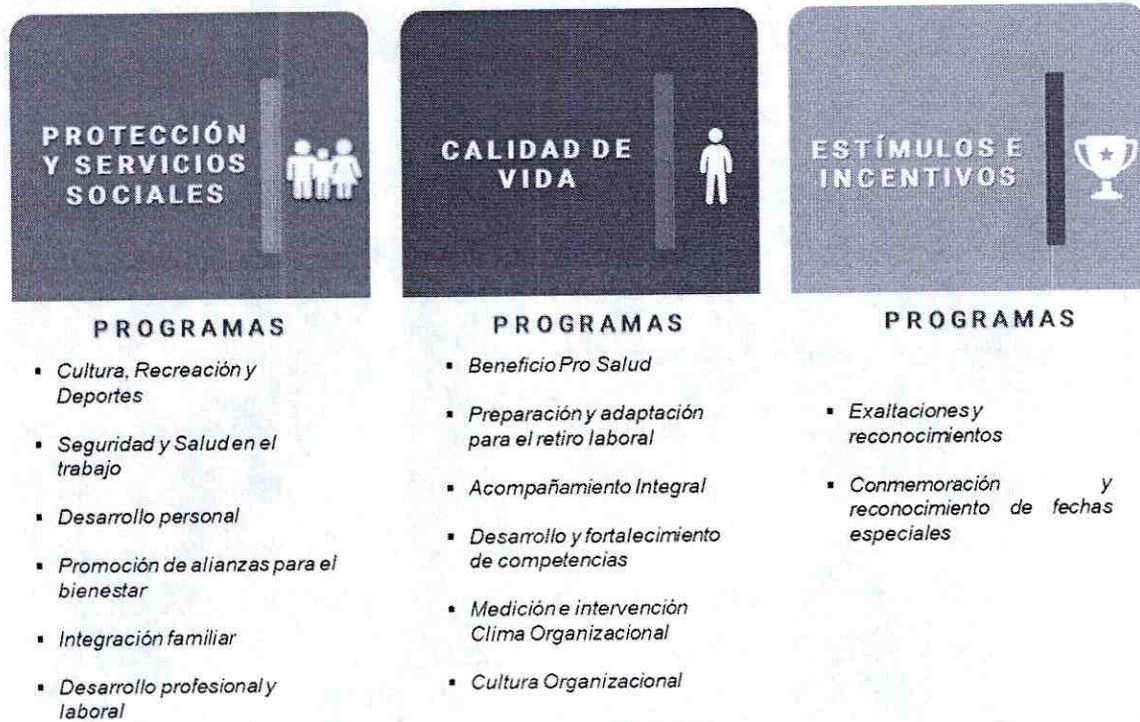 PROTECCIÓN
Y SERVICIOS
SOCIALES
PROGRAMAS
▪ Cultura, Recreación y
Deportes
▪ Seguridad y Salud en el
trabajo
▪ Desarrollo personal
▪ Promoción de alianzas para el
bienestar
▪ Integración familiar
▪ Desarrollo profesional y
laboral
CALIDAD DE
VIDA
PROGRAMAS
▪ Beneficio Pro Salud
▪ Preparación y adaptación
para el retiro laboral
▪ Acompañamiento Integral
▪ Desarrollo y fortalecimiento
de competencias
▪ Medición e intervención
Clima Organizacional
▪ Cultura Organizacional
ESTÍMULOS E
INCENTIVOS
PROGRAMAS
▪ Exaltaciones y
reconocimientos
▪ Conmemoración y
reconocimiento de fechas
especiales